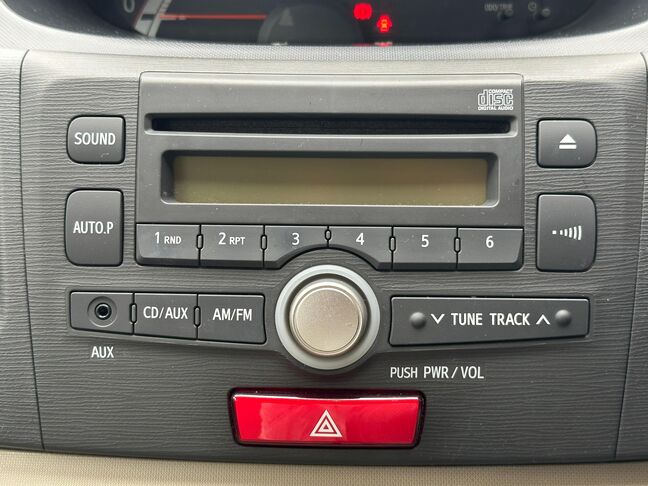 0
COMPACT
disc
DIGITAL AUDIO
SOUND
AUTO.P
1 RND
2 RPT
3
4
5
6
CD/AUX
AM/FM
TUNE TRACK
AUX
PUSH PWR/VOL